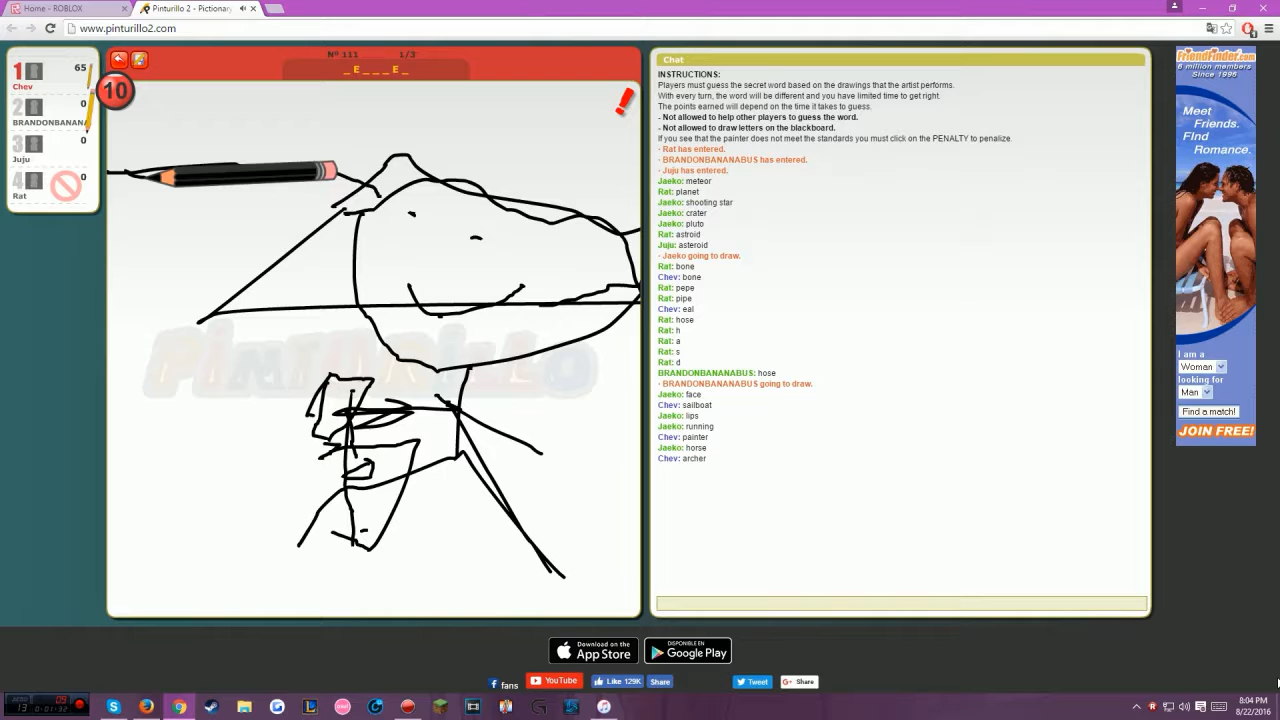 Home - ROBLOX
Pinturillo 2 - Pictionary
www.pinturillo2.com
1
65
Chev
2
0
BRANDONBANANA
3
0
Juju
4
0
Rat
10
Nº 111
1/3
_ E _ _ _ E _
PINTURILLO
Chat
INSTRUCTIONS:
Players must guess the secret word based on the drawings that the artist performs.
With every turn, the word will be different and you have limited time to get right.
The points earned will depend on the time it takes to guess.
- Not allowed to help other players to guess the word.
- Not allowed to draw letters on the blackboard.
If you see that the painter does not meet the standards you must click on the PENALTY to penalize.
· Rat has entered.
· BRANDONBANANABUS has entered.
· Juju has entered.
Jaeko: meteor
Rat: planet
Jaeko: shooting star
Jaeko: crater
Jaeko: pluto
Rat: astroid
Juju: asteroid
· Jaeko going to draw.
Rat: bone
Chev: bone
Rat: pepe
Rat: pipe
Chev: eal
Rat: hose
Rat: h
Rat: a
Rat: s
Rat: d
BRANDONBANANABUS: hose
· BRANDONBANANABUS going to draw.
Jaeko: face
Chev: sailboat
Jaeko: lips
Jaeko: running
Chev: painter
Jaeko: horse
Chev: archer
FriendFinder.com
6 million members
Since 1996
Meet
Friends.
Find
Romance.
I am a
Woman
looking for
Man
Find a match!
JOIN FREE!
Download on the
App Store
DISPONIBLE EN
Google Play
fans
YouTube
Like 129K
Share
Tweet
Share
8:04 PM
8/22/2016